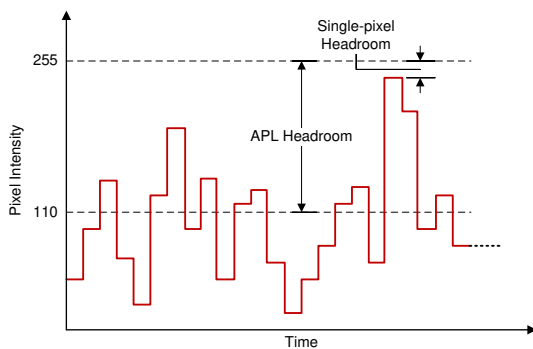 Single-pixel
Headroom
255
APL Headroom
110
Pixel Intensity
Time